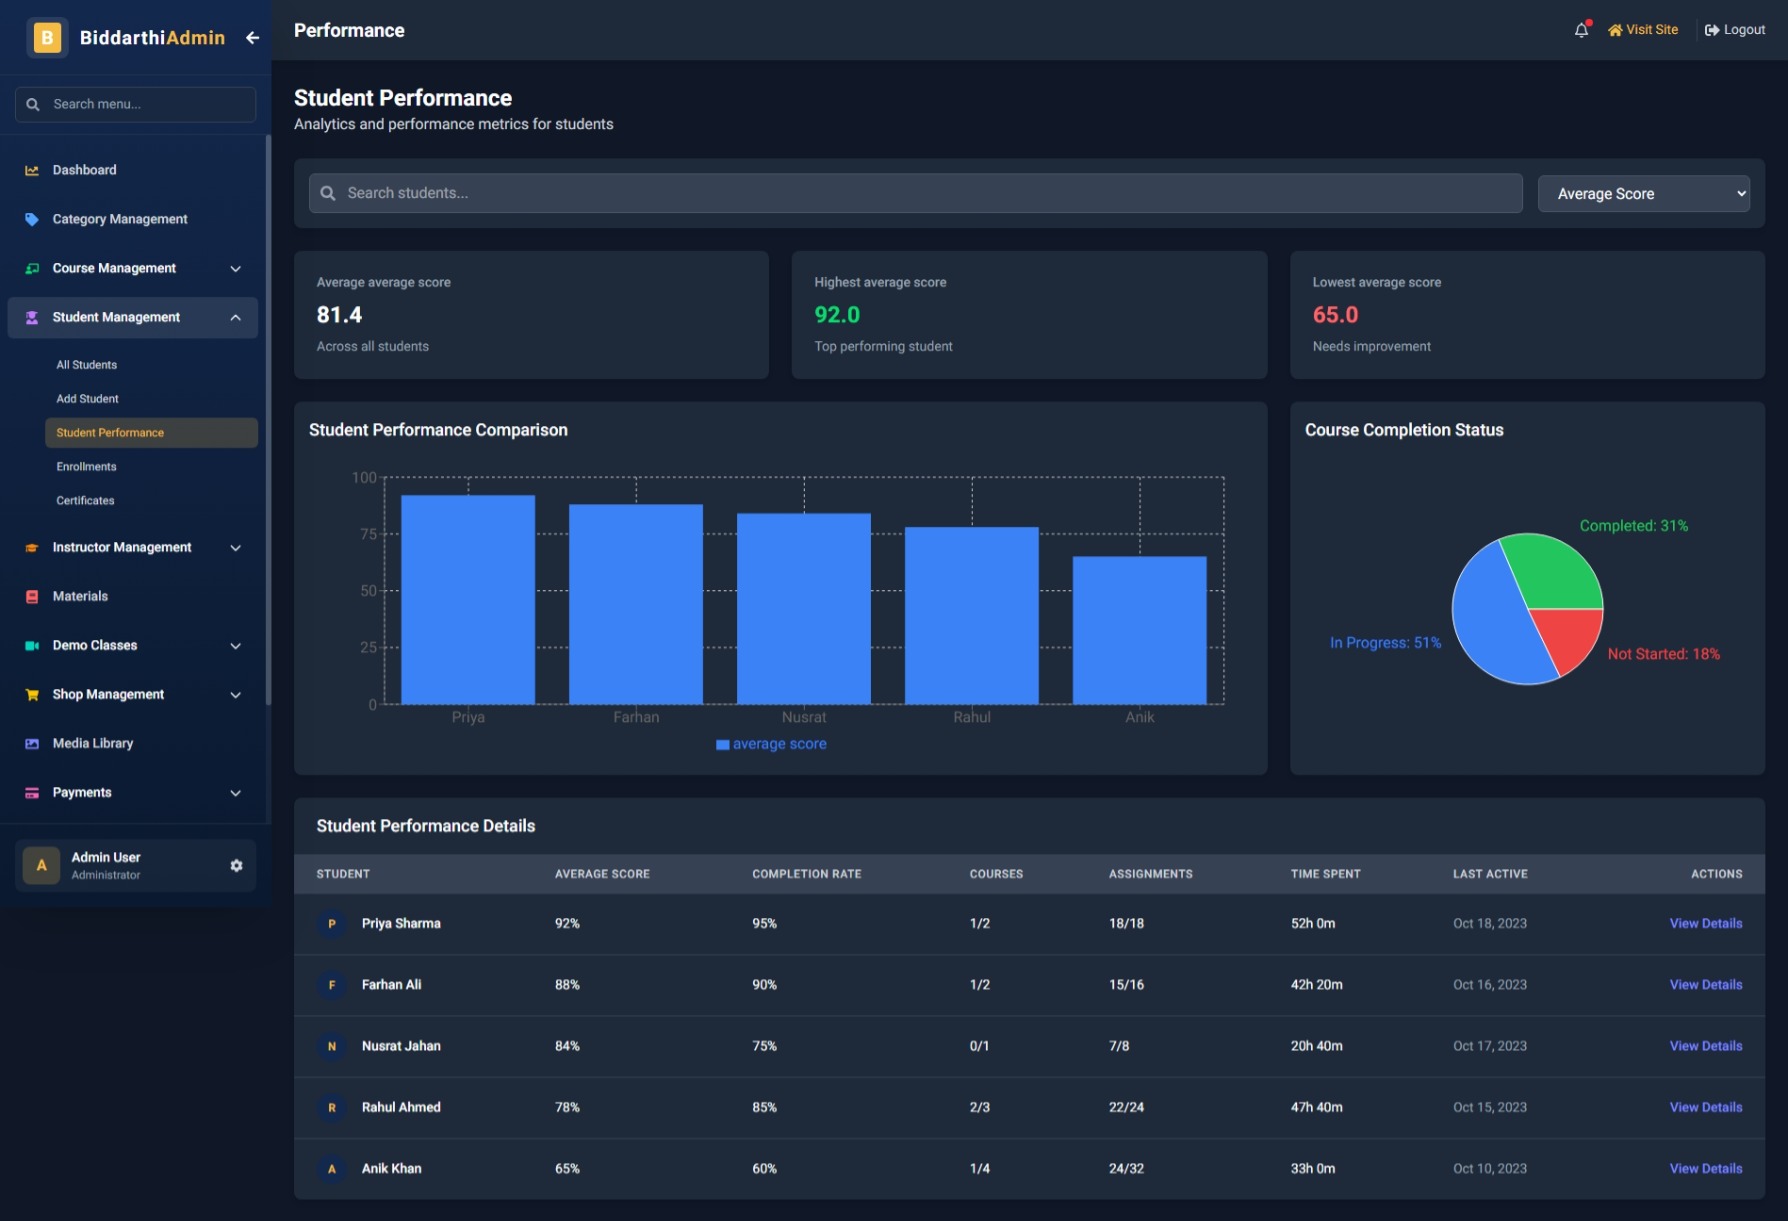 B BiddarthiAdmin
Search menu...
Dashboard
Category Management
Course Management
Student Management
All Students
Add Student
Student Performance
Enrollments
Certificates
Instructor Management
Materials
Demo Classes
Shop Management
Media Library
Payments
A Admin User
Administrator
Performance
Visit Site Logout
Student Performance
Analytics and performance metrics for students
Search students... Average Score
Average average score
81.4
Across all students
Highest average score
92.0
Top performing student
Lowest average score
65.0
Needs improvement
Student Performance Comparison
100
75
50
25
0
Priya Farhan Nusrat Rahul Anik
average score
Course Completion Status
Completed: 31%
In Progress: 51%
Not Started: 18%
Student Performance Details
STUDENT AVERAGE SCORE COMPLETION RATE COURSES ASSIGNMENTS TIME SPENT LAST ACTIVE ACTIONS
P Priya Sharma 92% 95% 1/2 18/18 52h 0m Oct 18, 2023 View Details
F Farhan Ali 88% 90% 1/2 15/16 42h 20m Oct 16, 2023 View Details
N Nusrat Jahan 84% 75% 0/1 7/8 20h 40m Oct 17, 2023 View Details
R Rahul Ahmed 78% 85% 2/3 22/24 47h 40m Oct 15, 2023 View Details
A Anik Khan 65% 60% 1/4 24/32 33h 0m Oct 10, 2023 View Details